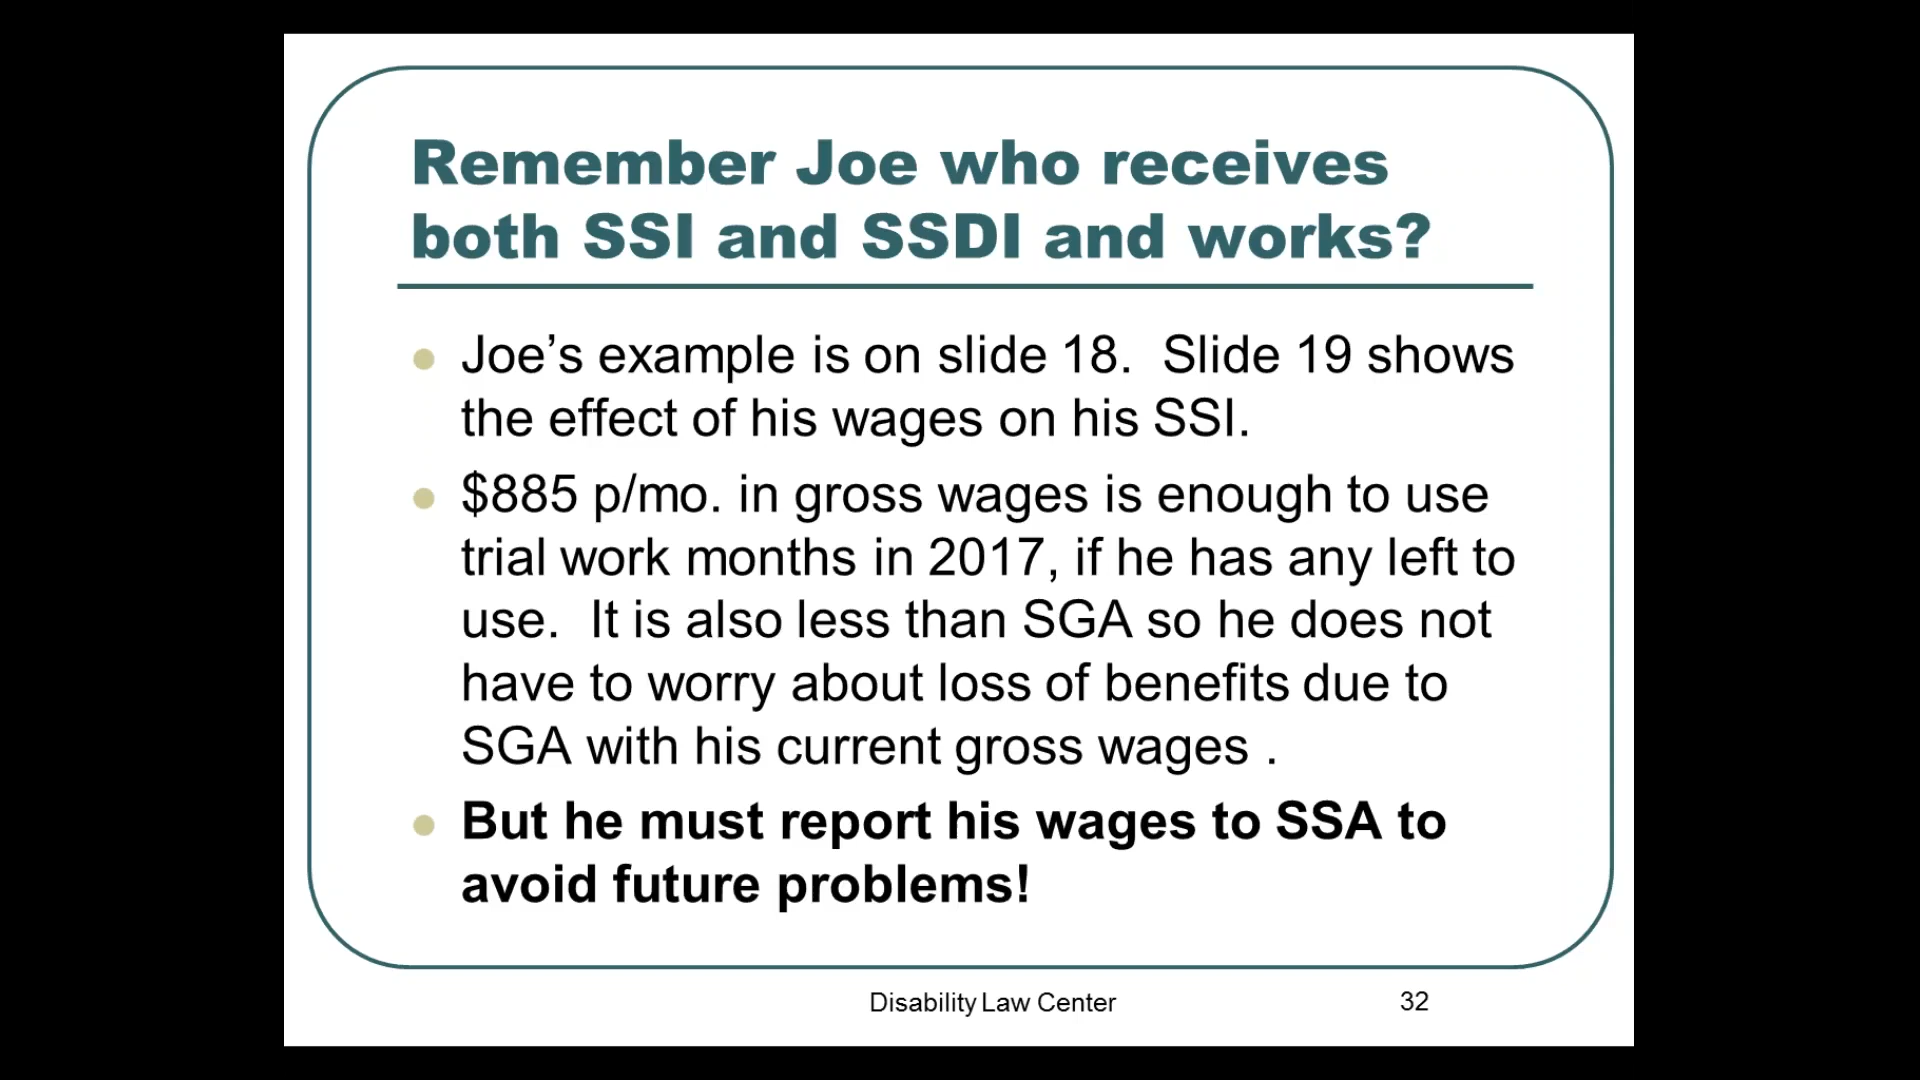 Remember Joe who receives
both SSI and SSDI and works?
Joe’s example is on slide 18.  Slide 19 shows
the effect of his wages on his SSI.
$885 p/mo. in gross wages is enough to use
trial work months in 2017, if he has any left to
use.  It is also less than SGA so he does not
have to worry about loss of benefits due to
SGA with his current gross wages .
But he must report his wages to SSA to
avoid future problems!
Disability Law Center
32